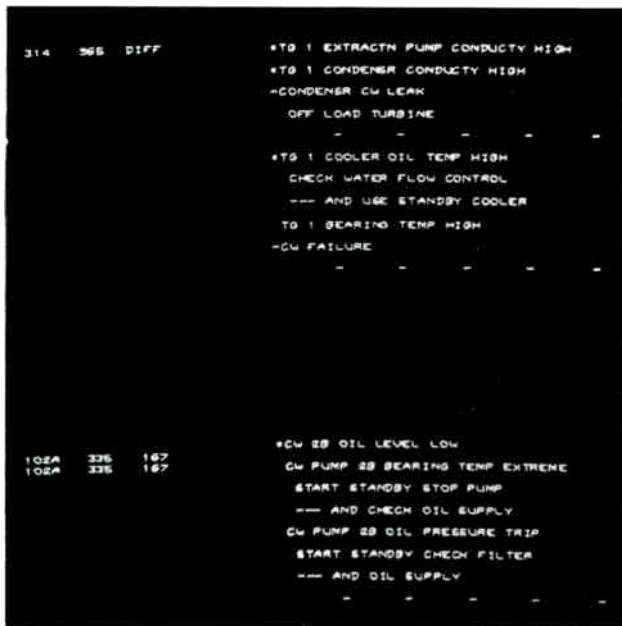 314 965 DIFF *TG 1 EXTRACTN PUMP CONDUCTY HIGH
*TG 1 CONDENSR CONDUCTY HIGH
-CONDENSR CW LEAK
OFF LOAD TURBINE
- - - - -
*TG 1 COOLER OIL TEMP HIGH
CHECK WATER FLOW CONTROL
--- AND USE STANDBY COOLER
TG 1 BEARING TEMP HIGH
-CW FAILURE
- - - - -
*CW 2B OIL LEVEL LOW
102A 335 167 CW PUMP 2B BEARING TEMP EXTREME
102A 335 167
START STANDBY STOP PUMP
--- AND CHECK OIL SUPPLY
CW PUMP 2B OIL PRESSURE TRIP
START STANDBY CHECK FILTER
--- AND OIL SUPPLY
- - - - -